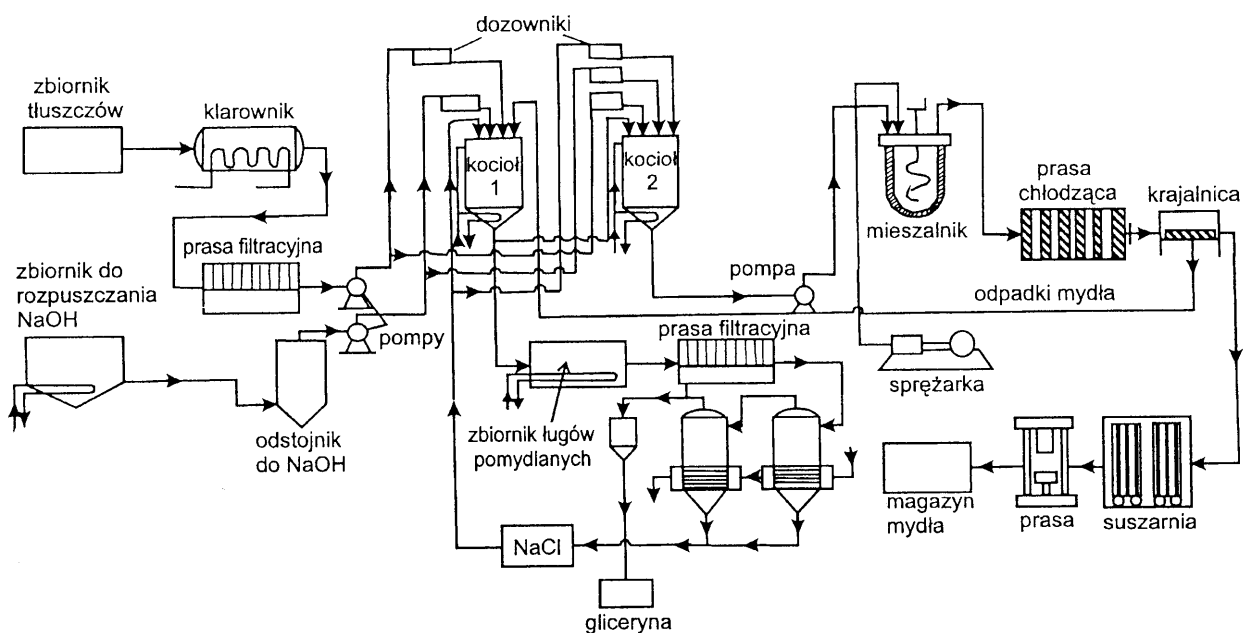 dozowniki
zbiornik
tłuszczów
klarownik
kocioł
1
kocioł
2
prasa
chłodząca
krajalnica
mieszalnik
prasa filtracyjna
zbiornik do
rozpuszczania
NaOH
pompa
odpadki mydła
pompy
prasa filtracyjna
sprężarka
odstojnik
do NaOH
zbiornik ługów
pomydlanych
magazyn
mydła
prasa
suszarnia
NaCl
gliceryna